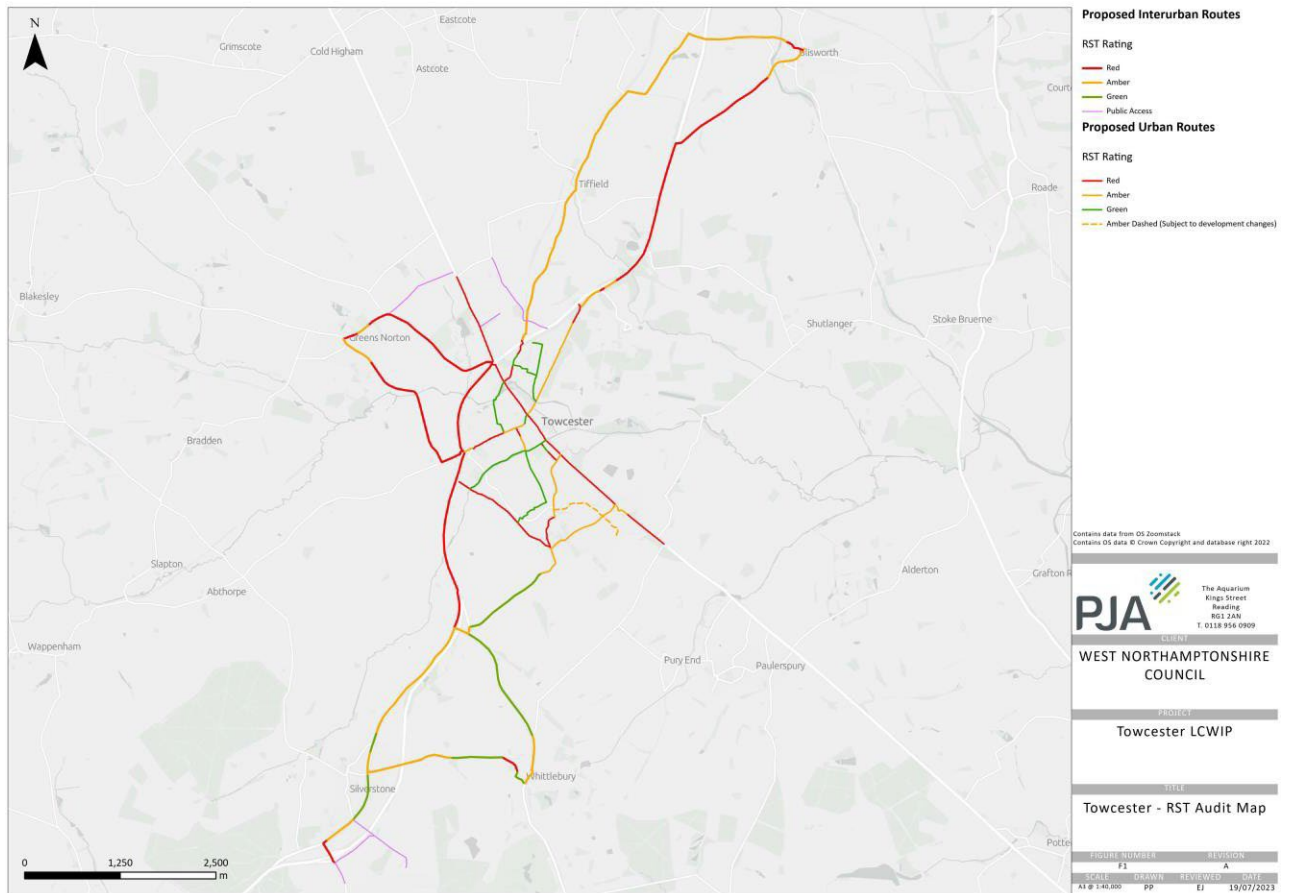 N
Eastcote
Grimscote
Cold Higham
Astcote
Blisworth
Tiffield
Roade
Blakesley
Greens Norton
Shutlanger
Stoke Bruerne
Towcester
Bradden
Slapton
Abthorpe
Alderton
Wappenham
Pury End
Paulerspury
Whittlebury
Silverstone
0 1,250 2,500
m
Proposed Interurban Routes
RST Rating
Red
Amber
Green
Public Access
Proposed Urban Routes
RST Rating
Red
Amber
Green
Amber Dashed (Subject to development changes)
Contains data from OS Zoomstack
Contains OS data © Crown Copyright and database right 2022
PJA
The Aquarium
Kings Street
Reading
RG1 2AN
T. 0118 956 0909
CLIENT
WEST NORTHAMPTONSHIRE
COUNCIL
PROJECT
Towcester LCWIP
TITLE
Towcester - RST Audit Map
FIGURE NUMBER REVISION
F1 A
SCALE DRAWN REVIEWED DATE
A3 @ 1:40,000 PP EJ 19/07/2023